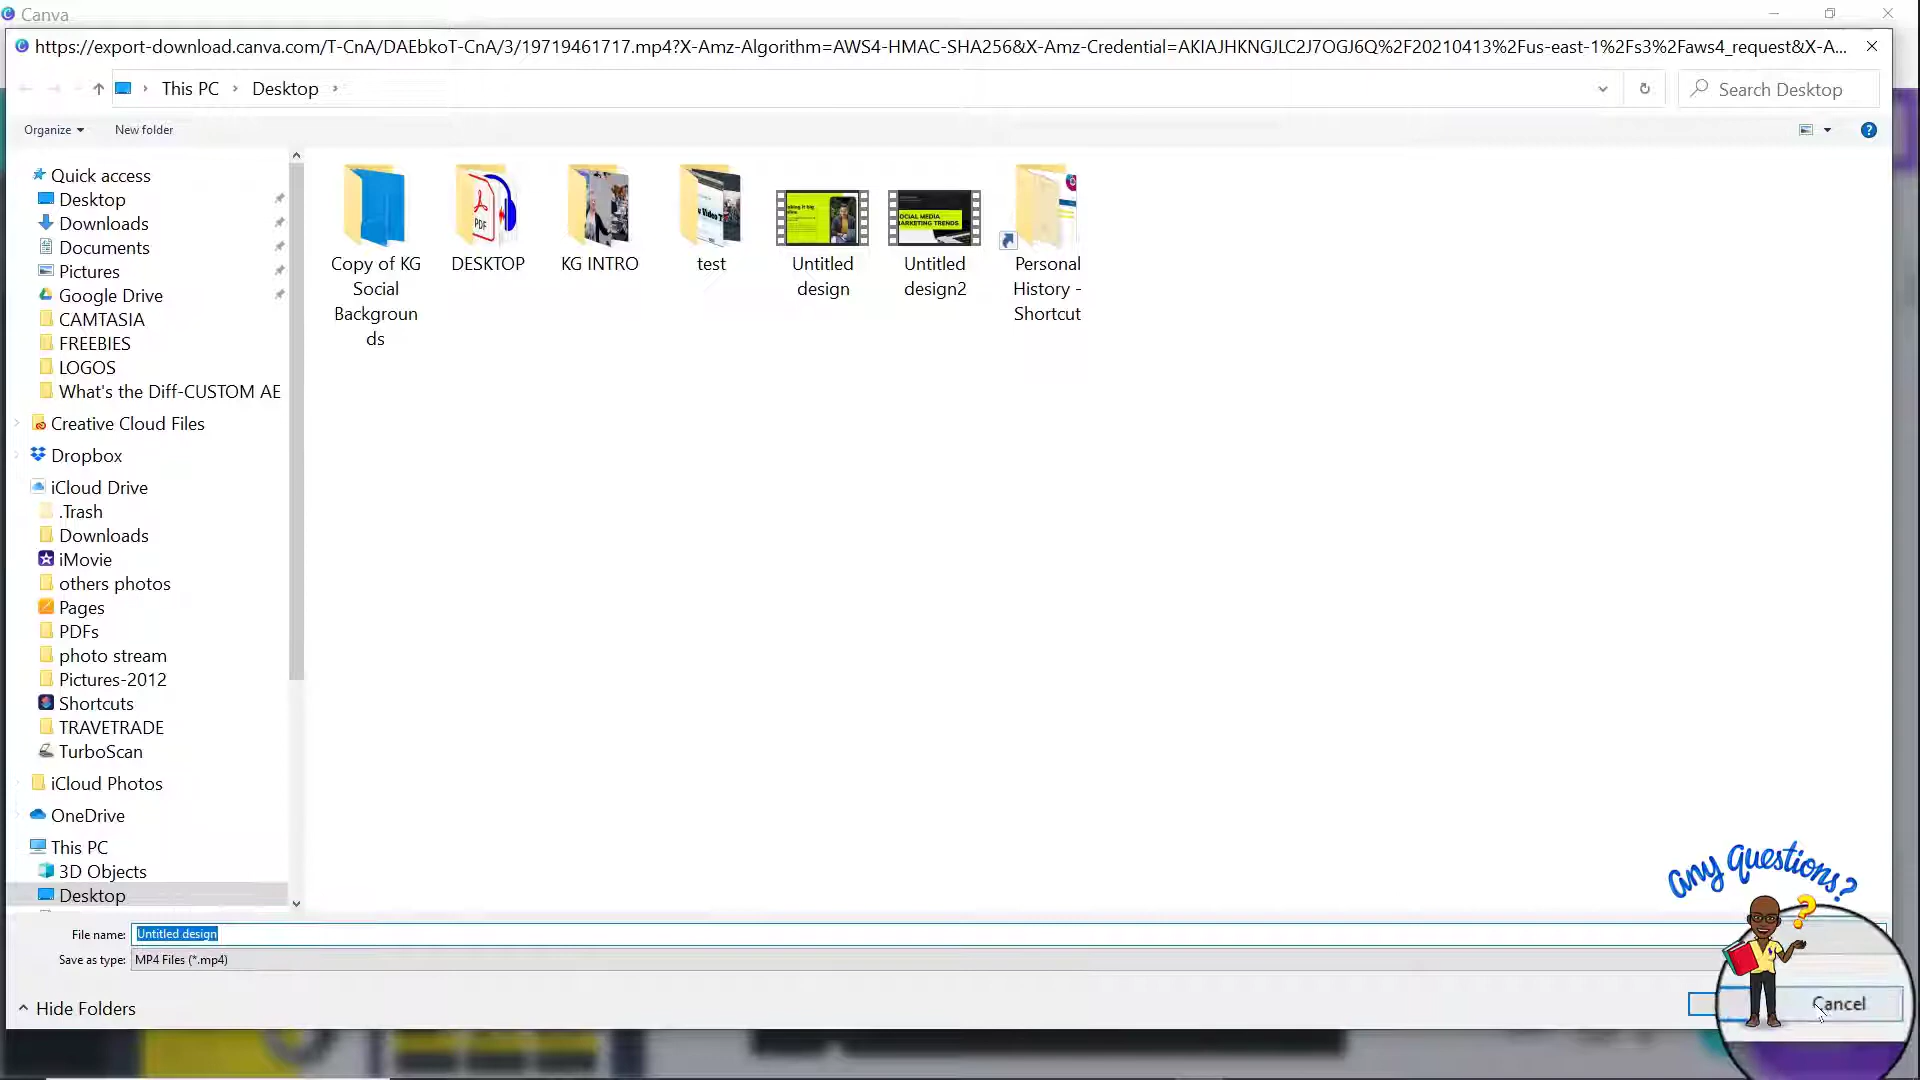 Canva
https://export-download.canva.com/T-CnA/DAEbkoT-CnA/3/19719461717.mp4?X-Amz-Algorithm=AWS4-HMAC-SHA256&X-Amz-Credential=AKIAJHKNGJLC2J7OGJ6Q%2F20210413%2Fus-east-1%2Fs3%2Faws4_request&X-A...
This PC
Desktop
Search Desktop
Organize
New folder
Quick access
Desktop
Downloads
Documents
Pictures
Google Drive
CAMTASIA
FREEBIES
LOGOS
What's the Diff-CUSTOM AE
Creative Cloud Files
Dropbox
iCloud Drive
.Trash
Downloads
iMovie
others photos
Pages
PDFs
photo stream
Pictures-2012
Shortcuts
TRAVETRADE
TurboScan
iCloud Photos
OneDrive
This PC
3D Objects
Desktop
PDF
SOCIAL MEDIA
MARKETING TRENDS
Copy of KG
Social
Backgroun
ds
DESKTOP
KG INTRO
test
Untitled
design
Untitled
design2
Personal
History -
Shortcut
any questions?
File name:
Untitled design
Save as type:
MP4 Files (*.mp4)
Hide Folders
Cancel